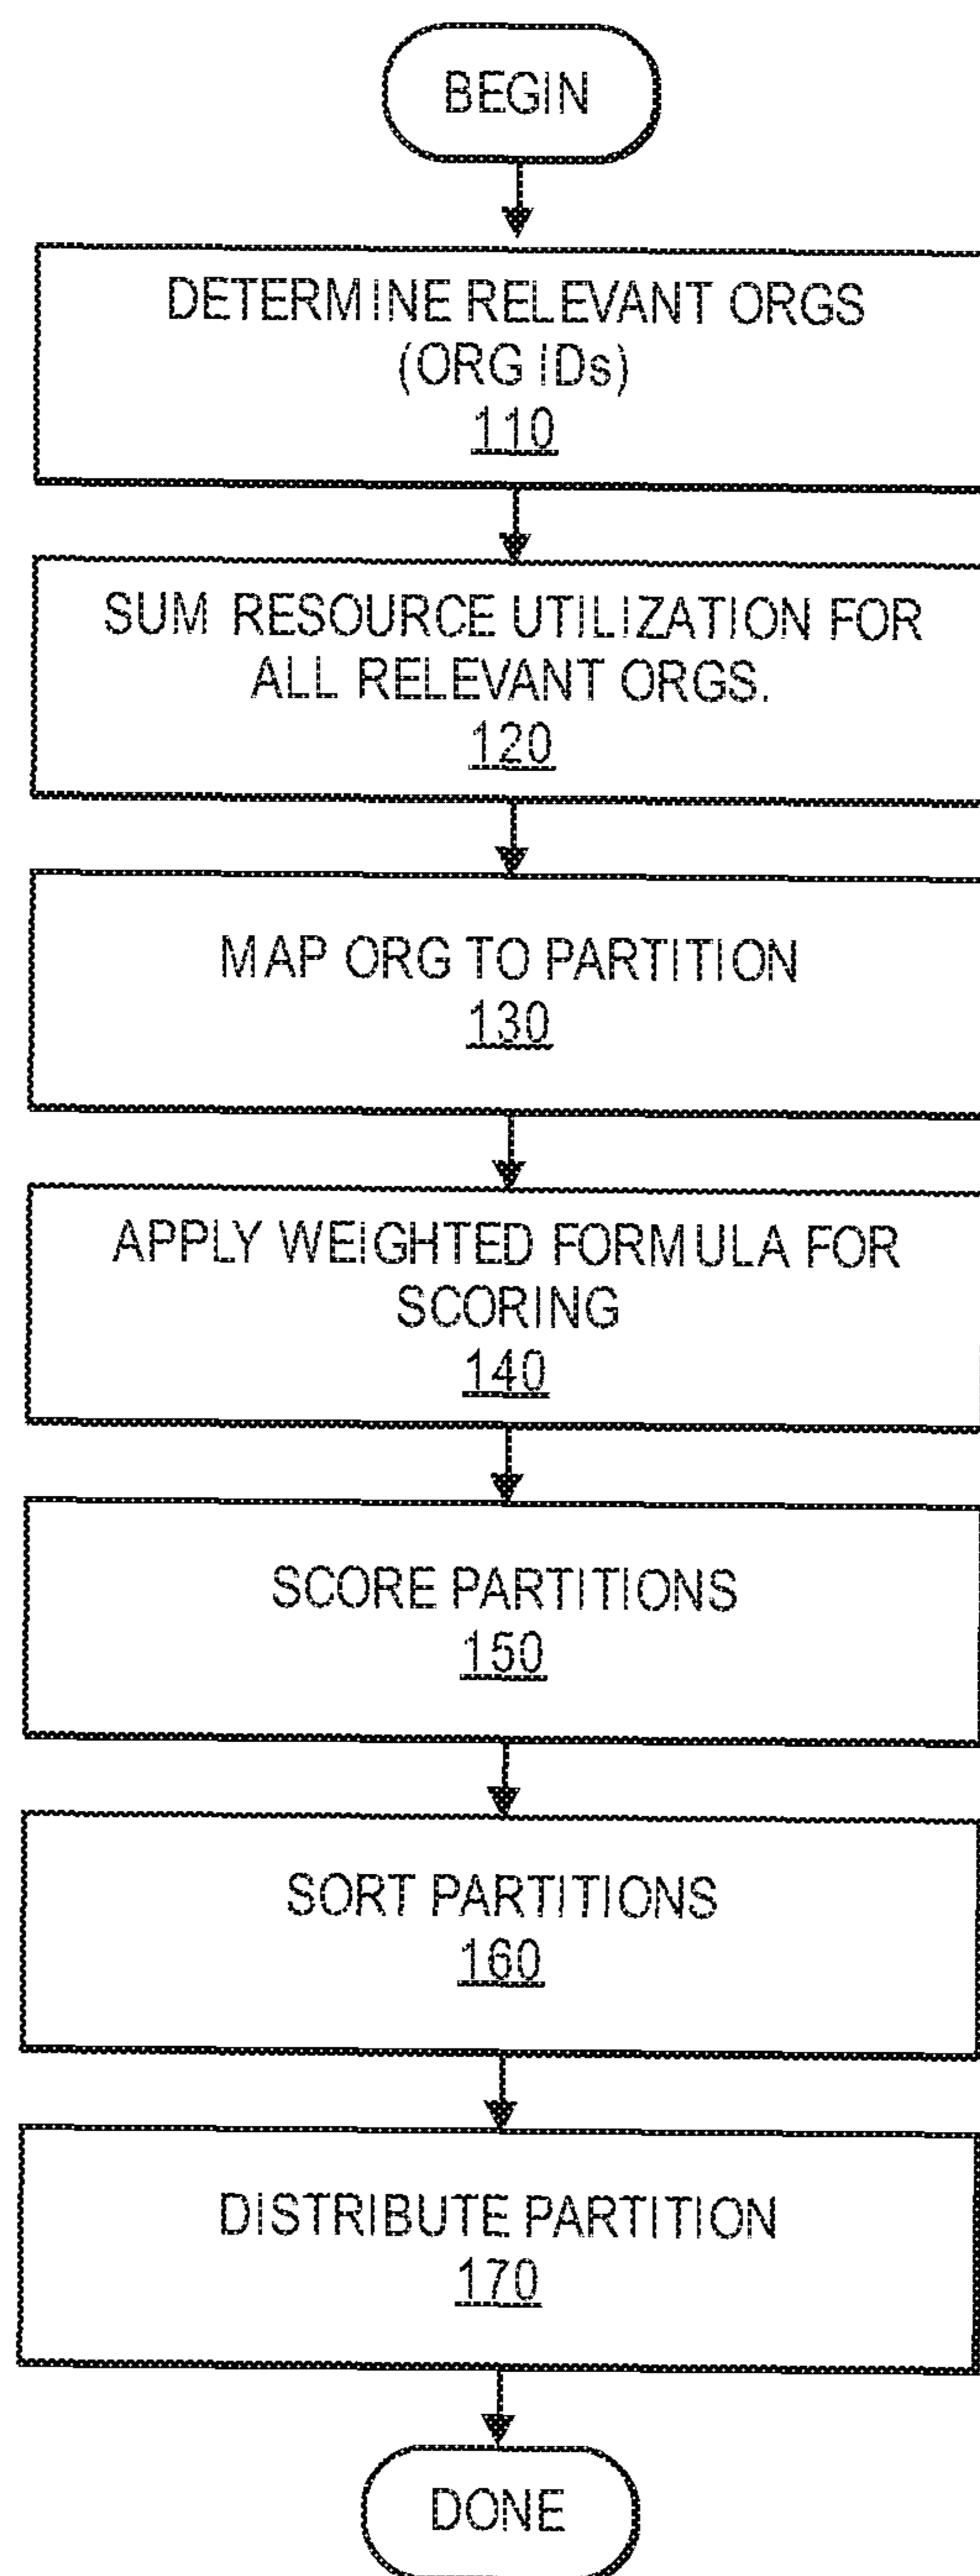 BEGIN
DETERMINE RELEVANT ORGS
(ORG IDs)
110
SUM RESOURCE UTILIZATION FOR
ALL RELEVANT ORGS.
120
MAP ORG TO PARTITION
130
APPLY WEIGHTED FORMULA FOR
SCORING
140
SCORE PARTITIONS
150
SORT PARTITIONS
160
DISTRIBUTE PARTITION
170
DONE